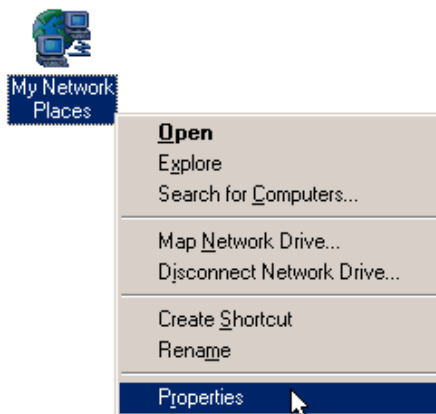 My Network
Places
Open
Explore
Search for Computers...
Map Network Drive...
Disconnect Network Drive...
Create Shortcut
Rename
Properties